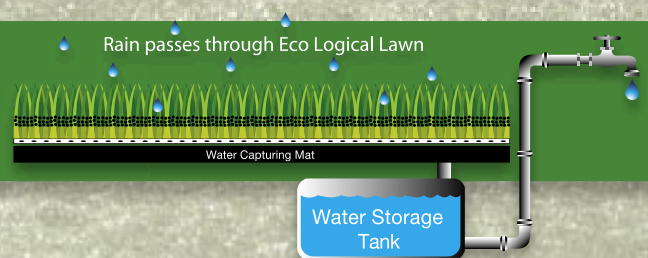 Rain passes through Eco Logical Lawn
Water Capturing Mat
Water Storage
Tank